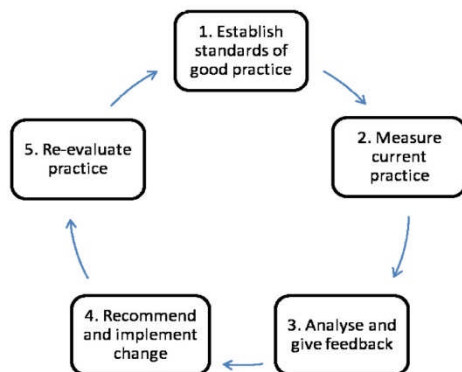 1. Establish
standards of
good practice
2. Measure
current
practice
3. Analyse and
give feedback
4. Recommend
and implement
change
5. Re-evaluate
practice